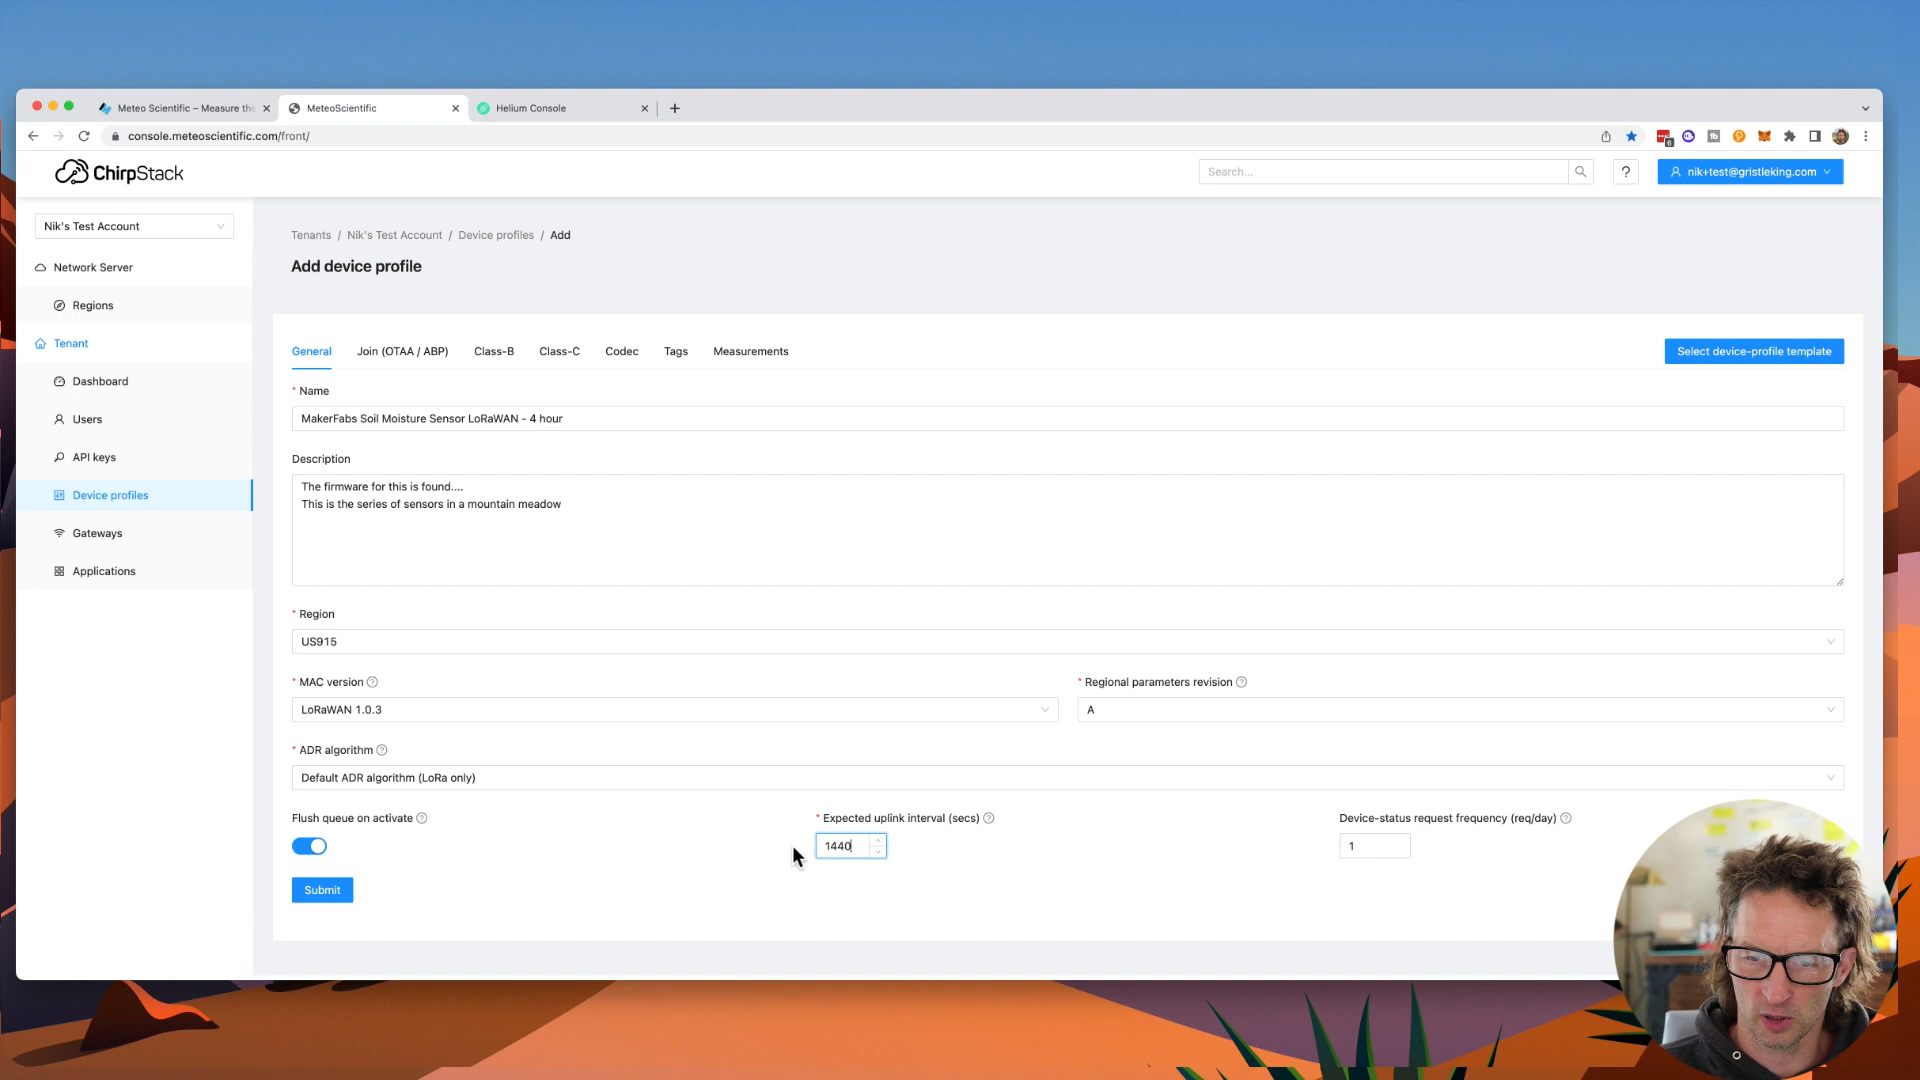 Meteo Scientific – Measure the
MeteoScientific
Helium Console
console.meteoscientific.com/front/
6
ChirpStack
Search...
?
nik+test@gristleking.com
Nik's Test Account
Network Server
Regions
Tenant
Dashboard
Users
API keys
Device profiles
Gateways
Applications
Tenants / Nik's Test Account / Device profiles / Add
Add device profile
General
Join (OTAA / ABP)
Class-B
Class-C
Codec
Tags
Measurements
Select device-profile template
* Name
MakerFabs Soil Moisture Sensor LoRaWAN - 4 hour
Description
The firmware for this is found....
This is the series of sensors in a mountain meadow
* Region
US915
* MAC version
* Regional parameters revision
LoRaWAN 1.0.3
A
* ADR algorithm
Default ADR algorithm (LoRa only)
Flush queue on activate
* Expected uplink interval (secs)
Device-status request frequency (req/day)
1440
1
Submit